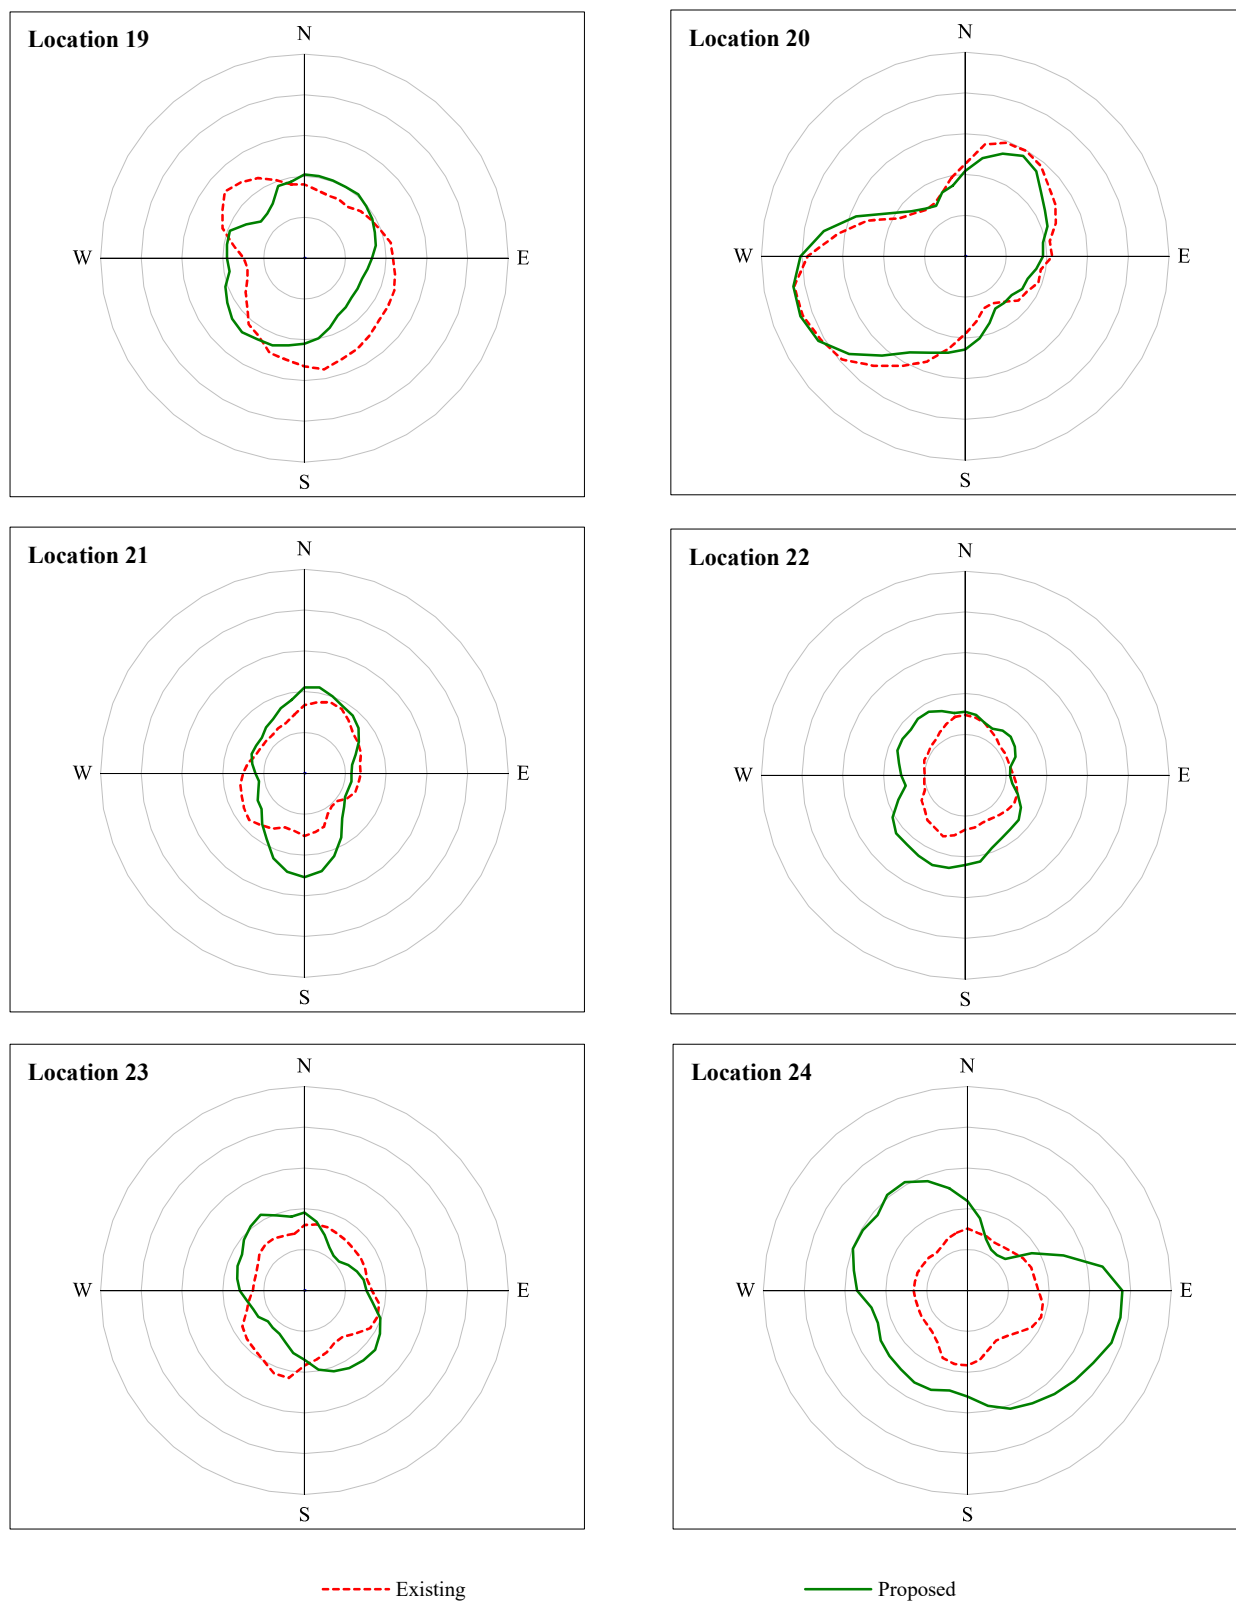 Location 19
N
W
E
S
Location 20
N
W
E
S
Location 21
N
W
E
S
Location 22
N
W
E
S
Location 23
N
W
E
S
Location 24
N
W
E
S
Existing
Proposed